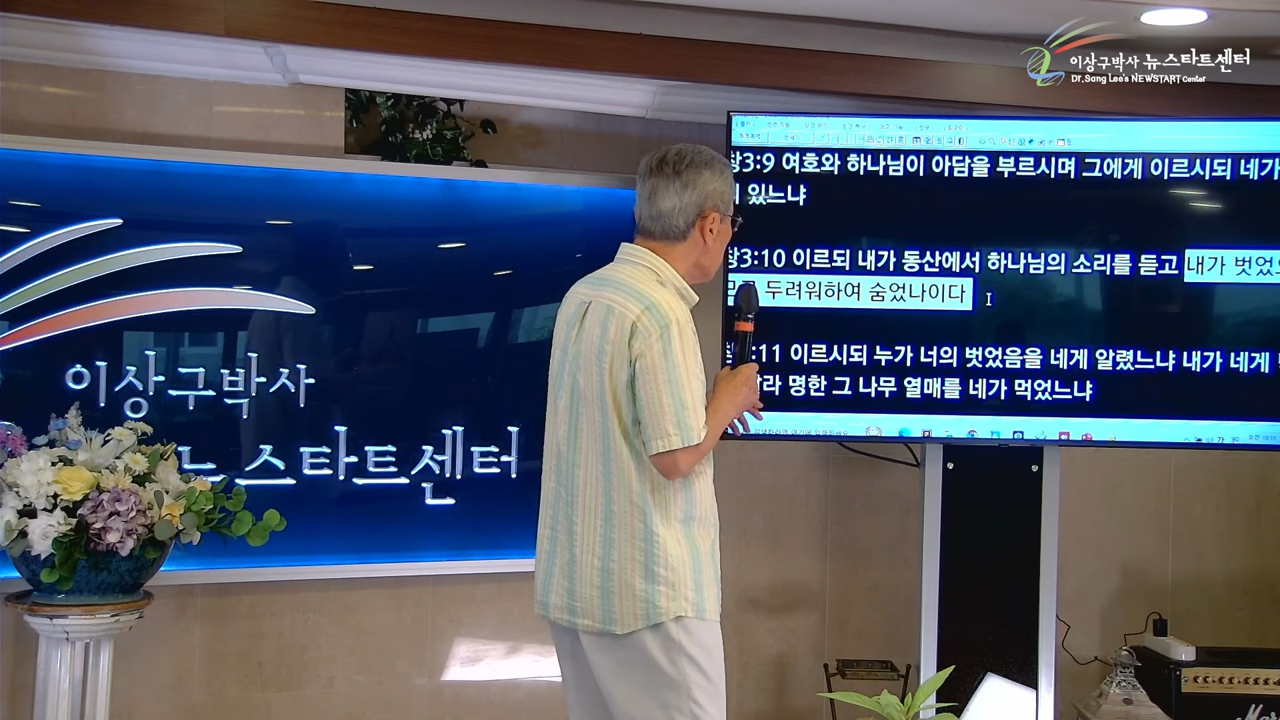 이상구박사 뉴스타트센터
Dr. Sang Lee's NEWSTART Center
창3:9 여호와 하나님이 아담을 부르시며 그에게 이르시되 네가
있느냐
창3:10 이르되 내가 동산에서 하나님의 소리를 듣고 내가 벗었
두려워하여 숨었나이다
:11 이르시되 누가 너의 벗었음을 네게 알렸느냐 내가 네게
말라 명한 그 나무 열매를 네가 먹었느냐
이상구박사
뉴스타트센터